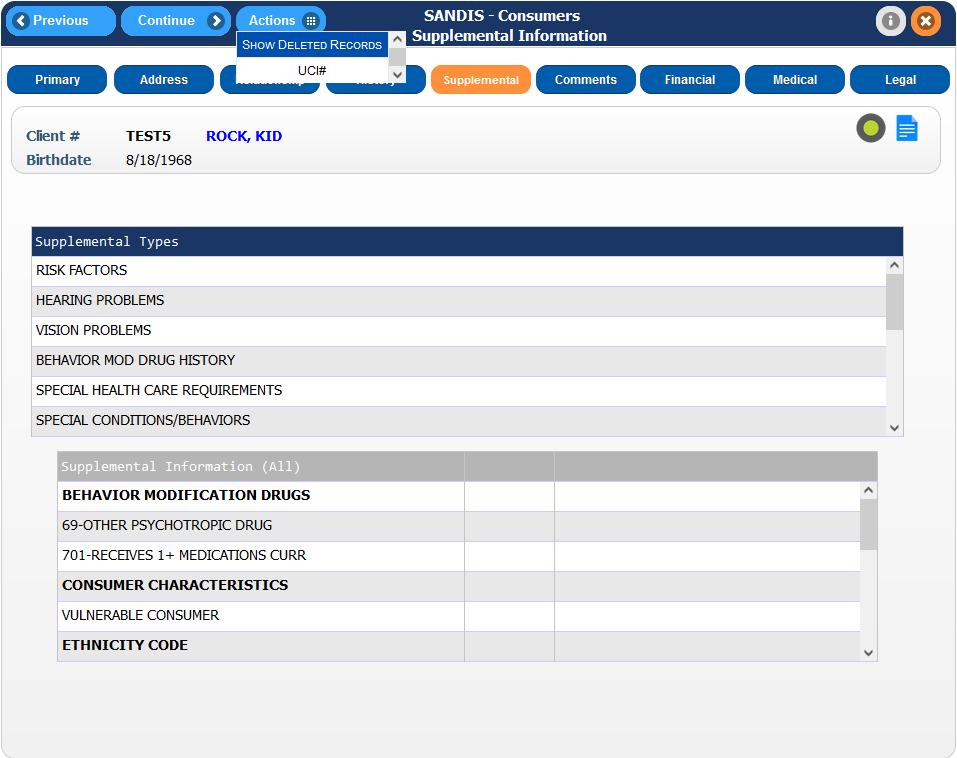 Previous
Continue
Actions
SANDIS - Consumers
Supplemental Information
SHOW DELETED RECORDS
UCI#
Primary
Address
Supplemental
Comments
Financial
Medical
Legal
Client # TEST5 ROCK, KID
Birthdate 8/18/1968
Supplemental Types
RISK FACTORS
HEARING PROBLEMS
VISION PROBLEMS
BEHAVIOR MOD DRUG HISTORY
SPECIAL HEALTH CARE REQUIREMENTS
SPECIAL CONDITIONS/BEHAVIORS
Supplemental Information (All)
BEHAVIOR MODIFICATION DRUGS
69-OTHER PSYCHOTROPIC DRUG
701-RECEIVES 1+ MEDICATIONS CURR
CONSUMER CHARACTERISTICS
VULNERABLE CONSUMER
ETHNICITY CODE